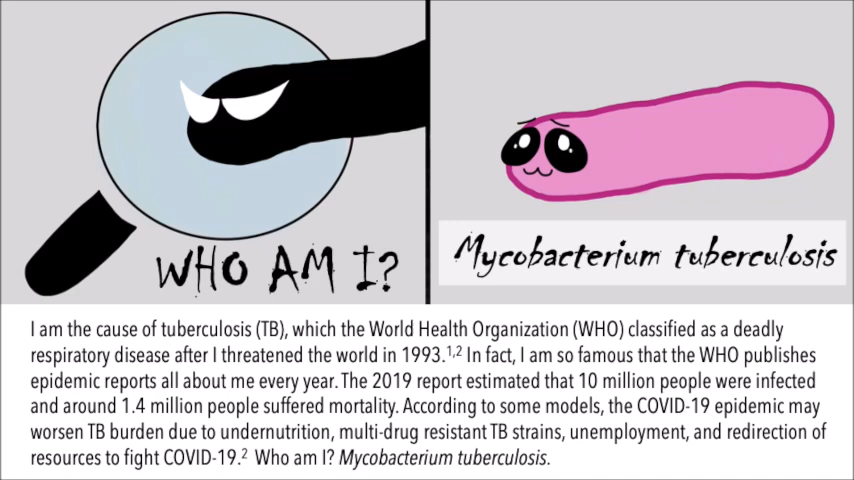 WHO AM I?
Mycobacterium tuberculosis
I am the cause of tuberculosis (TB), which the World Health Organization (WHO) classified as a deadly
respiratory disease after I threatened the world in 1993.1,2 In fact, I am so famous that the WHO publishes
epidemic reports all about me every year. The 2019 report estimated that 10 million people were infected
and around 1.4 million people suffered mortality. According to some models, the COVID-19 epidemic may
worsen TB burden due to undernutrition, multi-drug resistant TB strains, unemployment, and redirection of
resources to fight COVID-19.2 Who am I? Mycobacterium tuberculosis.